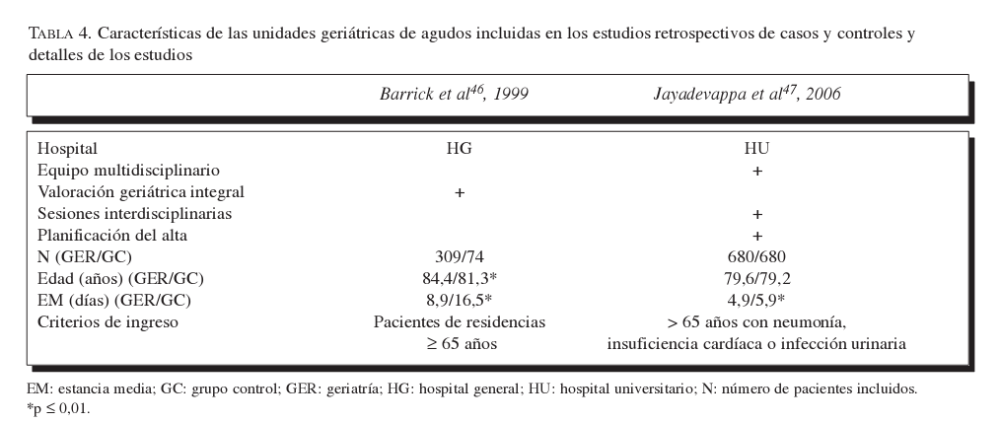 TABLA 4. Características de las unidades geriátricas de agudos incluidas en los estudios retrospectivos de casos y controles y
detalles de los estudios
Barrick et al46, 1999 Jayadevappa et al47, 2006
Hospital HG HU
Equipo multidisciplinario +
Valoración geriátrica integral +
Sesiones interdisciplinarias +
Planificación del alta +
N (GER/GC) 309/74 680/680
Edad (años) (GER/GC) 84,4/81,3* 79,6/79,2
EM (días) (GER/GC) 8,9/16,5* 4,9/5,9*
Criterios de ingreso Pacientes de residencias > 65 años con neumonía,
≥ 65 años insuficiencia cardíaca o infección urinaria
EM: estancia media; GC: grupo control; GER: geriatría; HG: hospital general; HU: hospital universitario; N: número de pacientes incluidos.
*p ≤ 0,01.